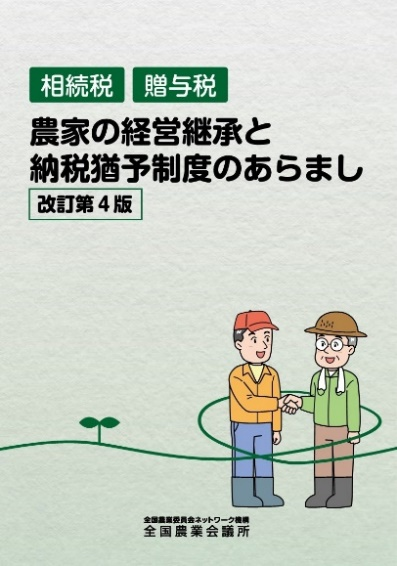 相続税 贈与税
農家の経営継承と
納税猶予制度のあらまし
改訂第4版
全国農業委員会ネットワーク機構
全国農業会議所